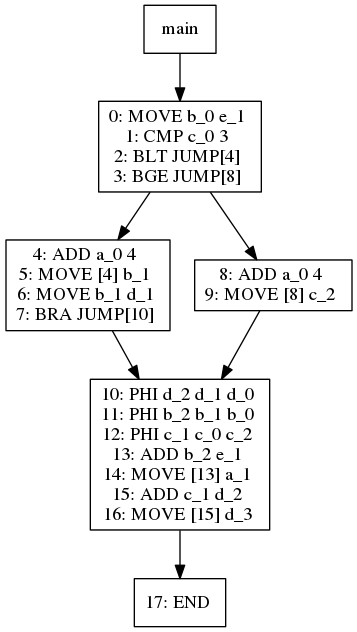 main
0: MOVE b_0 e_1
1: CMP c_0 3
2: BLT JUMP[4]
3: BGE JUMP[8]
4: ADD a_0 4
5: MOVE [4] b_1
6: MOVE b_1 d_1
7: BRA JUMP[10]
8: ADD a_0 4
9: MOVE [8] c_2
10: PHI d_2 d_1 d_0
11: PHI b_2 b_1 b_0
12: PHI c_1 c_0 c_2
13: ADD b_2 e_1
14: MOVE [13] a_1
15: ADD c_1 d_2
16: MOVE [15] d_3
17: END